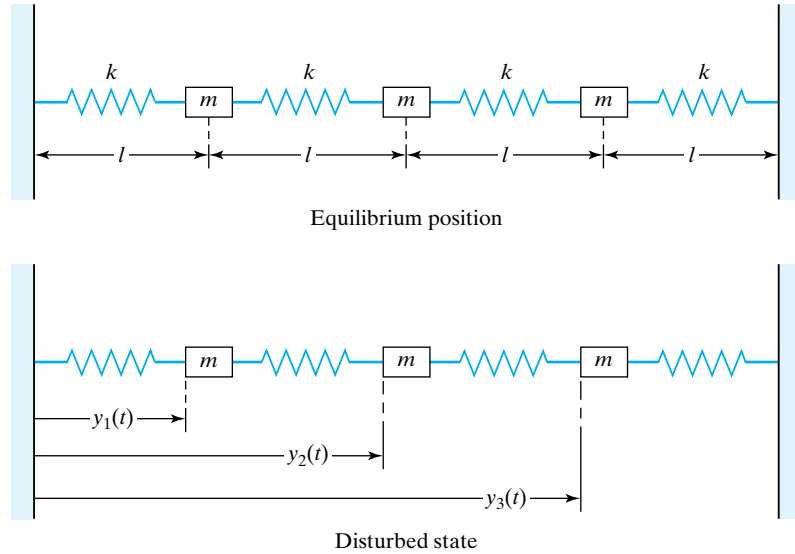 k k k k
m m m
l l l l
Equilibrium position
m m m
y1(t)
y2(t)
y3(t)
Disturbed state